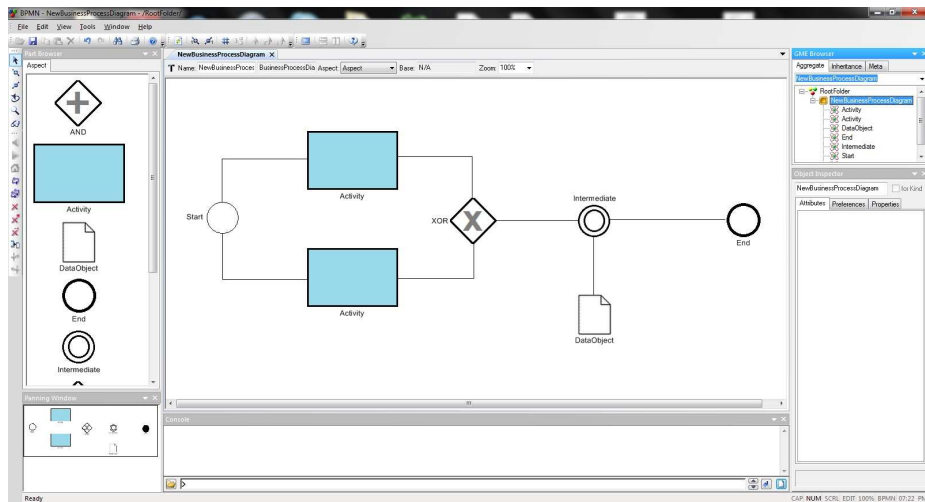 BPMN - NewBusinessProcessDiagram - /RootFolder/
File Edit View Tools Window Help
Part Browser
Aspect
AND
Activity
DataObject
End
Intermediate
Panning Window
NewBusinessProcessDiagram
T Name: NewBusinessProces BusinessProcessDia Aspect: Aspect Base: N/A Zoom: 100%
Start
Activity
Activity
XOR
X
Intermediate
DataObject
End
Console
GME Browser
Aggregate Inheritance Meta
NewBusinessProcessDiagram
RootFolder
NewBusinessProcessDiagram
Activity
Activity
DataObject
End
Intermediate
Start
Object Inspector
NewBusinessProcessDiagram for Kind
Attributes Preferences Properties
Ready
CAP NUM SCRL EDIT 100% BPMN 07:22 PM